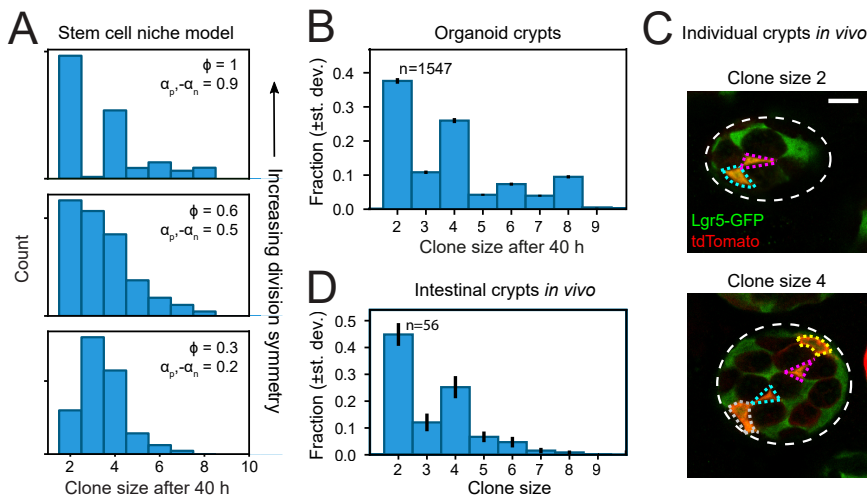 A
Stem cell niche model
ϕ = 1
αp,-αn
= 0.9
ϕ = 0.6
αp,-αn
= 0.5
ϕ = 0.3
αp,-αn
= 0.2
Count
Increasing division symmetry
2 4 6 8 10
Clone size after 40 h
B
Organoid crypts
n=1547
Fraction (±st. dev.)
0.4
0.3
0.2
0.1
0.0
2 3 4 5 6 7 8 9
Clone size after 40 h
C
Individual crypts in vivo
Clone size 2
Lgr5-GFP
tdTomato
Clone size 4
D
Intestinal crypts in vivo
n=56
Fraction (±st. dev.)
0.5
0.4
0.3
0.2
0.1
0.0
2 3 4 5 6 7 8 9
Clone size